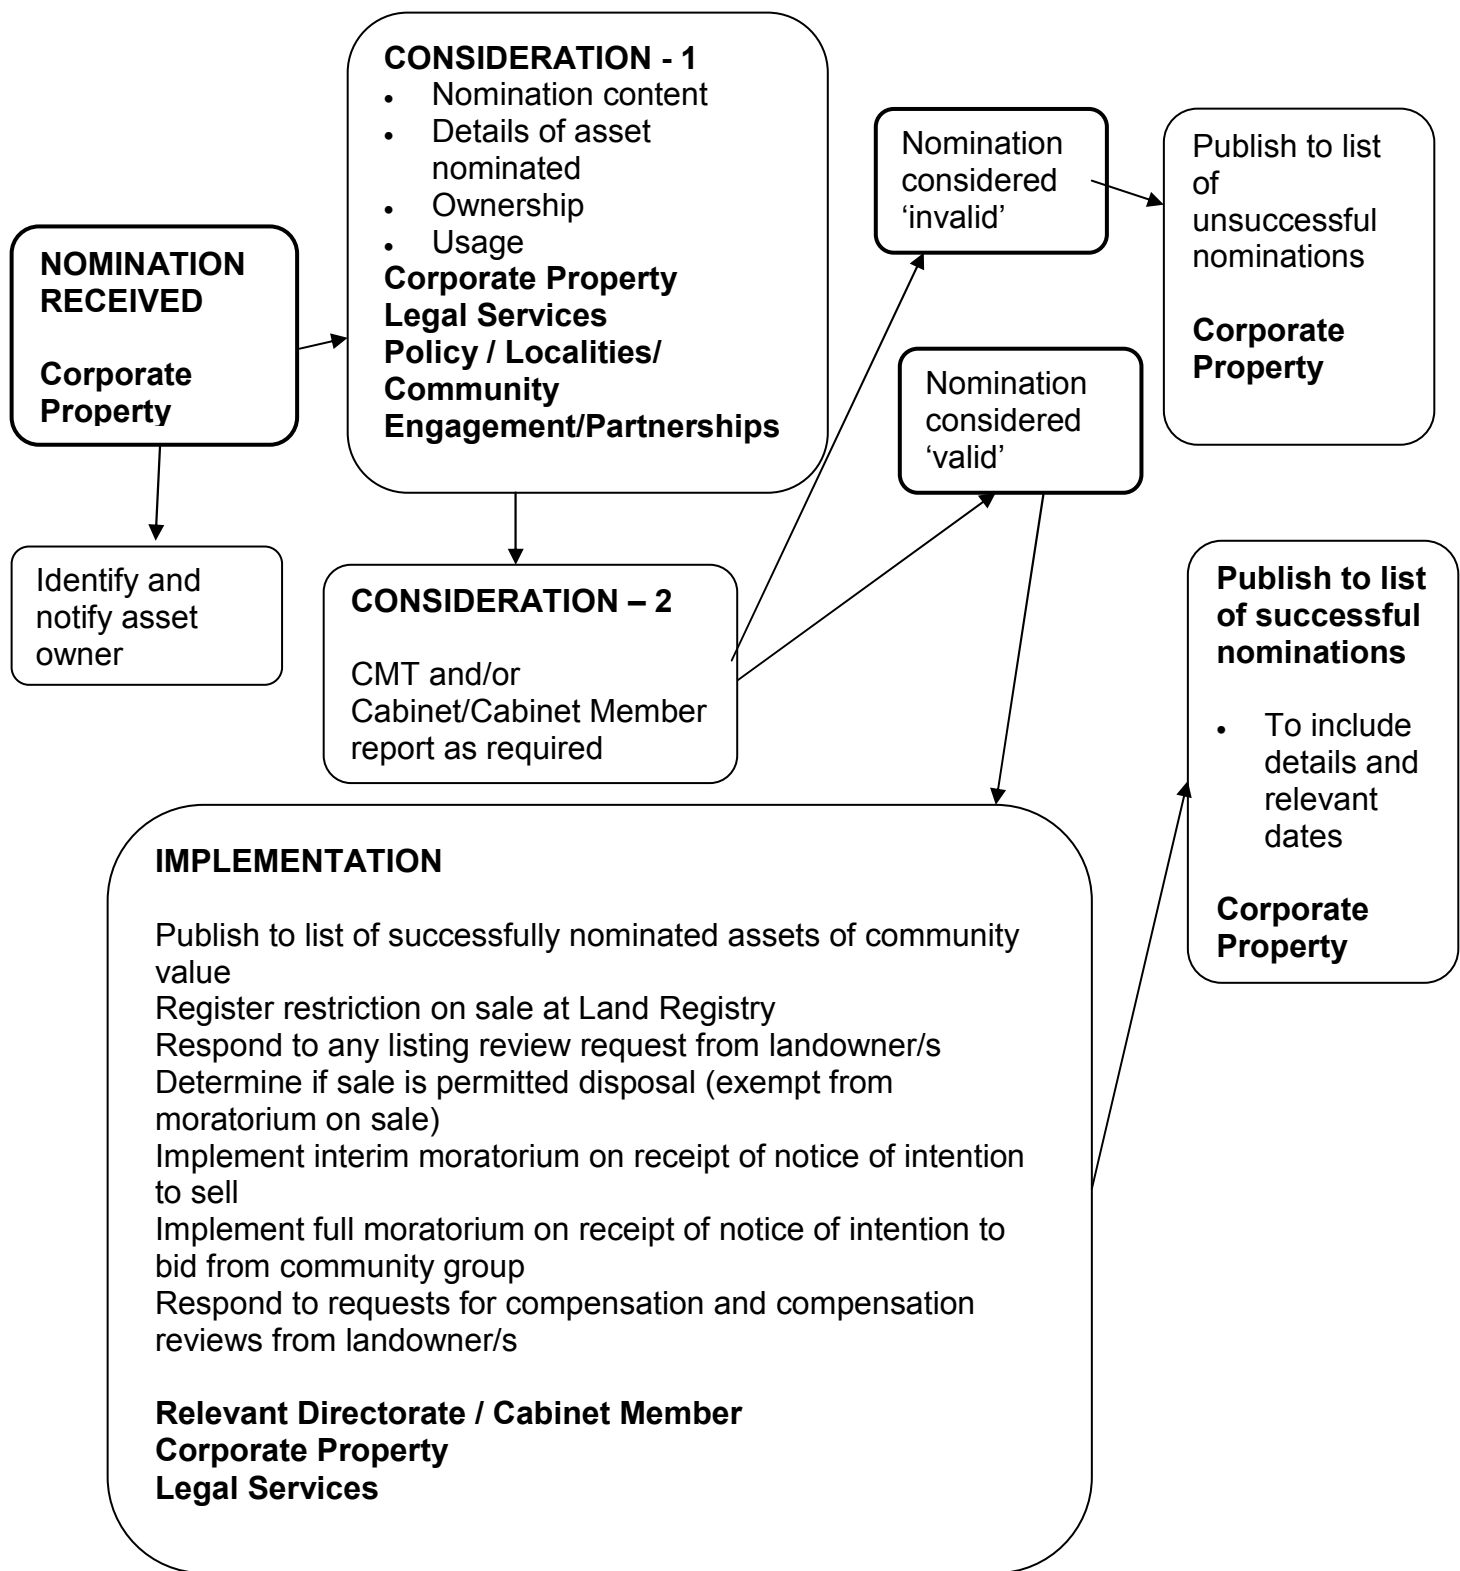 NOMINATION
RECEIVED
Corporate
Property
Identify and
notify asset
owner
CONSIDERATION - 1
• Nomination content
• Details of asset
nominated
• Ownership
• Usage
Corporate Property
Legal Services
Policy / Localities/
Community
Engagement/Partnerships
CONSIDERATION – 2
CMT and/or
Cabinet/Cabinet Member
report as required
Nomination
considered
‘invalid’
Publish to list
of
unsuccessful
nominations
Corporate
Property
Nomination
considered
‘valid’
IMPLEMENTATION
Publish to list of successfully nominated assets of community
value
Register restriction on sale at Land Registry
Respond to any listing review request from landowner/s
Determine if sale is permitted disposal (exempt from
moratorium on sale)
Implement interim moratorium on receipt of notice of intention
to sell
Implement full moratorium on receipt of notice of intention to
bid from community group
Respond to requests for compensation and compensation
reviews from landowner/s
Relevant Directorate / Cabinet Member
Corporate Property
Legal Services
Publish to list
of successful
nominations
• To include
details and
relevant
dates
Corporate
Property